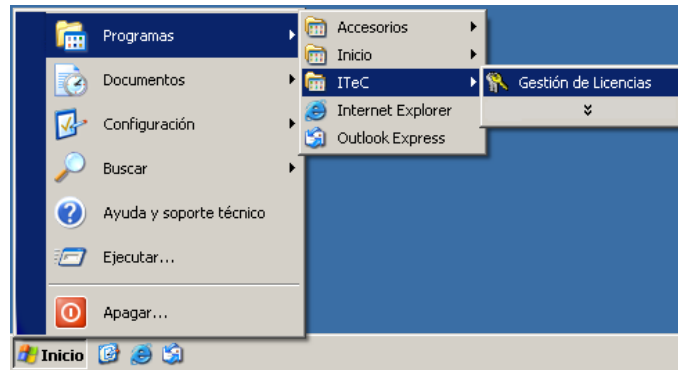 Programas
Documentos
Configuración
Buscar
Ayuda y soporte técnico
Ejecutar...
Apagar...
Accesorios
Inicio
ITeC
Internet Explorer
Outlook Express
Gestión de Licencias
Inicio